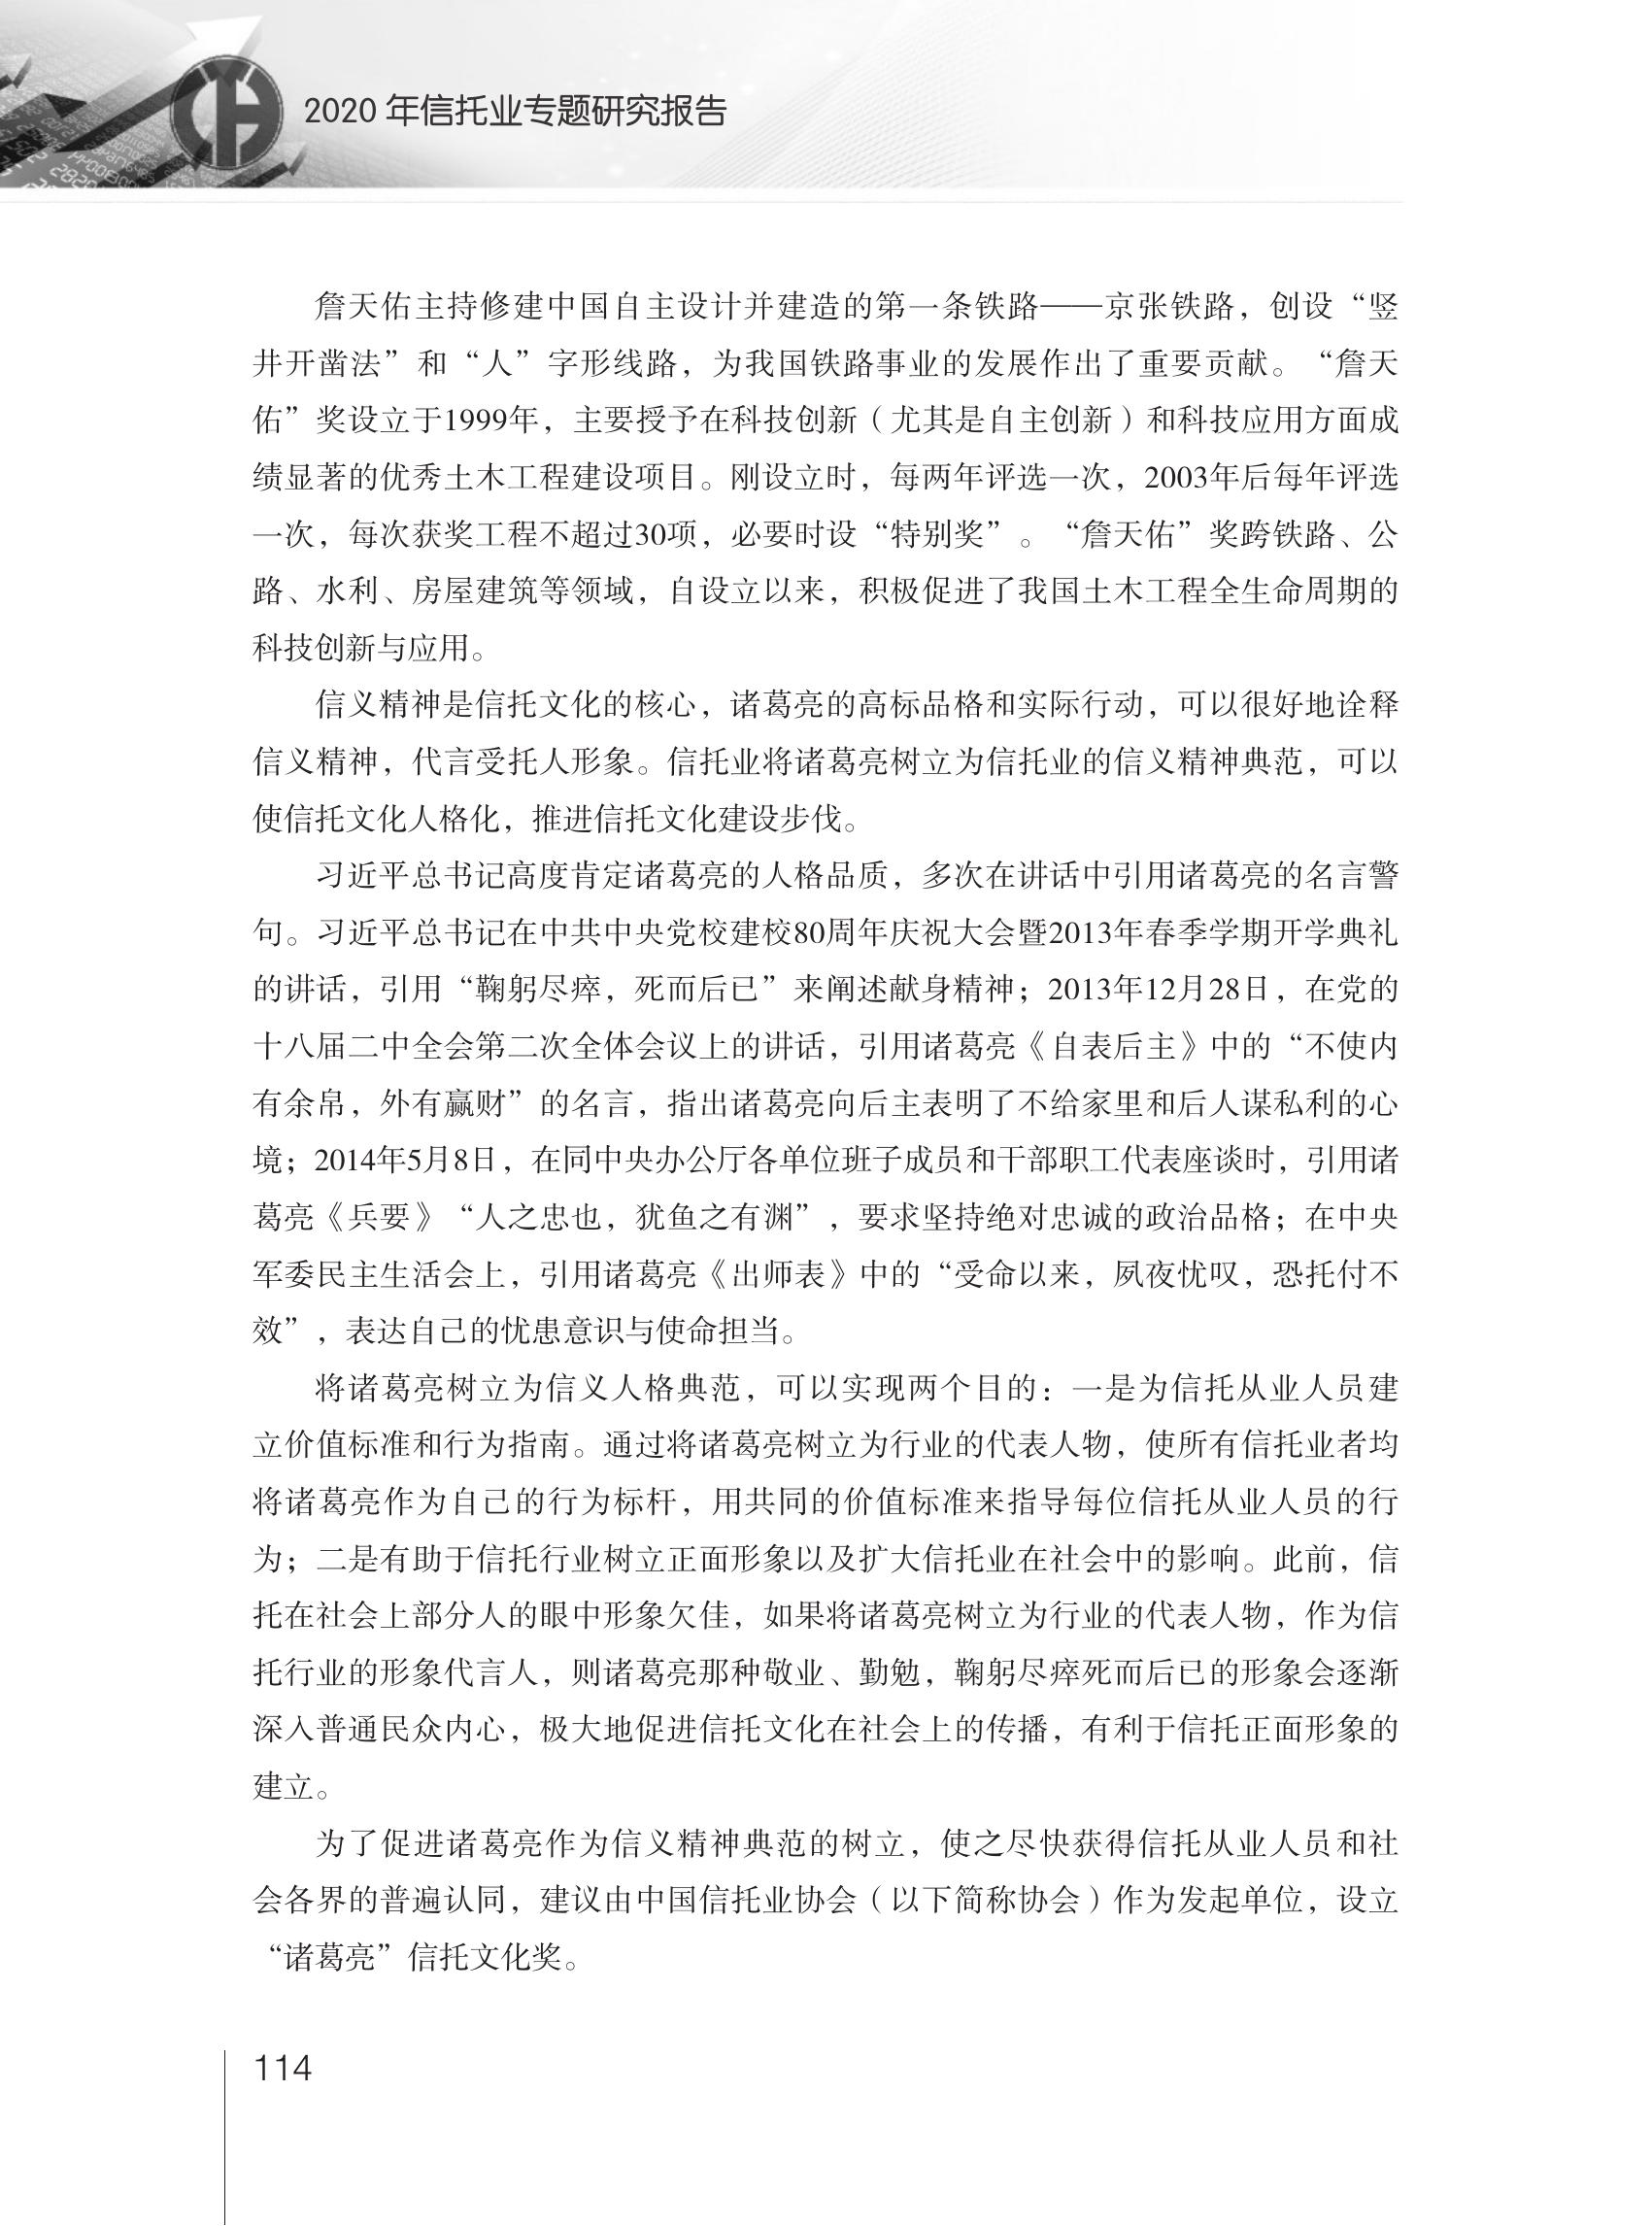 2020 年信托业专题研究报告
詹天佑主持修建中国自主设计并建造的第一条铁路——京张铁路，创设“竖
井开凿法”和“人”字形线路，为我国铁路事业的发展作出了重要贡献。“詹天
佑”奖设立于1999年，主要授予在科技创新（尤其是自主创新）和科技应用方面成
绩显著的优秀土木工程建设项目。刚设立时，每两年评选一次，2003年后每年评选
一次，每次获奖工程不超过30项，必要时设“特别奖”。“詹天佑”奖跨铁路、公
路、水利、房屋建筑等领域，自设立以来，积极促进了我国土木工程全生命周期的
科技创新与应用。
信义精神是信托文化的核心，诸葛亮的高标品格和实际行动，可以很好地诠释
信义精神，代言受托人形象。信托业将诸葛亮树立为信托业的信义精神典范，可以
使信托文化人格化，推进信托文化建设步伐。
习近平总书记高度肯定诸葛亮的人格品质，多次在讲话中引用诸葛亮的名言警
句。习近平总书记在中共中央党校建校80周年庆祝大会暨2013年春季学期开学典礼
的讲话，引用“鞠躬尽瘁，死而后已”来阐述献身精神；2013年12月28日，在党的
十八届二中全会第二次全体会议上的讲话，引用诸葛亮《自表后主》中的“不使内
有余帛，外有赢财”的名言，指出诸葛亮向后主表明了不给家里和后人谋私利的心
境；2014年5月8日，在同中央办公厅各单位班子成员和干部职工代表座谈时，引用诸
葛亮《兵要》“人之忠也，犹鱼之有渊”，要求坚持绝对忠诚的政治品格；在中央
军委民主生活会上，引用诸葛亮《出师表》中的“受命以来，夙夜忧叹，恐托付不
效”，表达自己的忧患意识与使命担当。
将诸葛亮树立为信义人格典范，可以实现两个目的：一是为信托从业人员建
立价值标准和行为指南。通过将诸葛亮树立为行业的代表人物，使所有信托业者均
将诸葛亮作为自己的行为标杆，用共同的价值标准来指导每位信托从业人员的行
为；二是有助于信托行业树立正面形象以及扩大信托业在社会中的影响。此前，信
托在社会上部分人的眼中形象欠佳，如果将诸葛亮树立为行业的代表人物，作为信
托行业的形象代言人，则诸葛亮那种敬业、勤勉，鞠躬尽瘁死而后已的形象会逐渐
深入普通民众内心，极大地促进信托文化在社会上的传播，有利于信托正面形象的
建立。
为了促进诸葛亮作为信义精神典范的树立，使之尽快获得信托从业人员和社
会各界的普遍认同，建议由中国信托业协会（以下简称协会）作为发起单位，设立
“诸葛亮”信托文化奖。
114